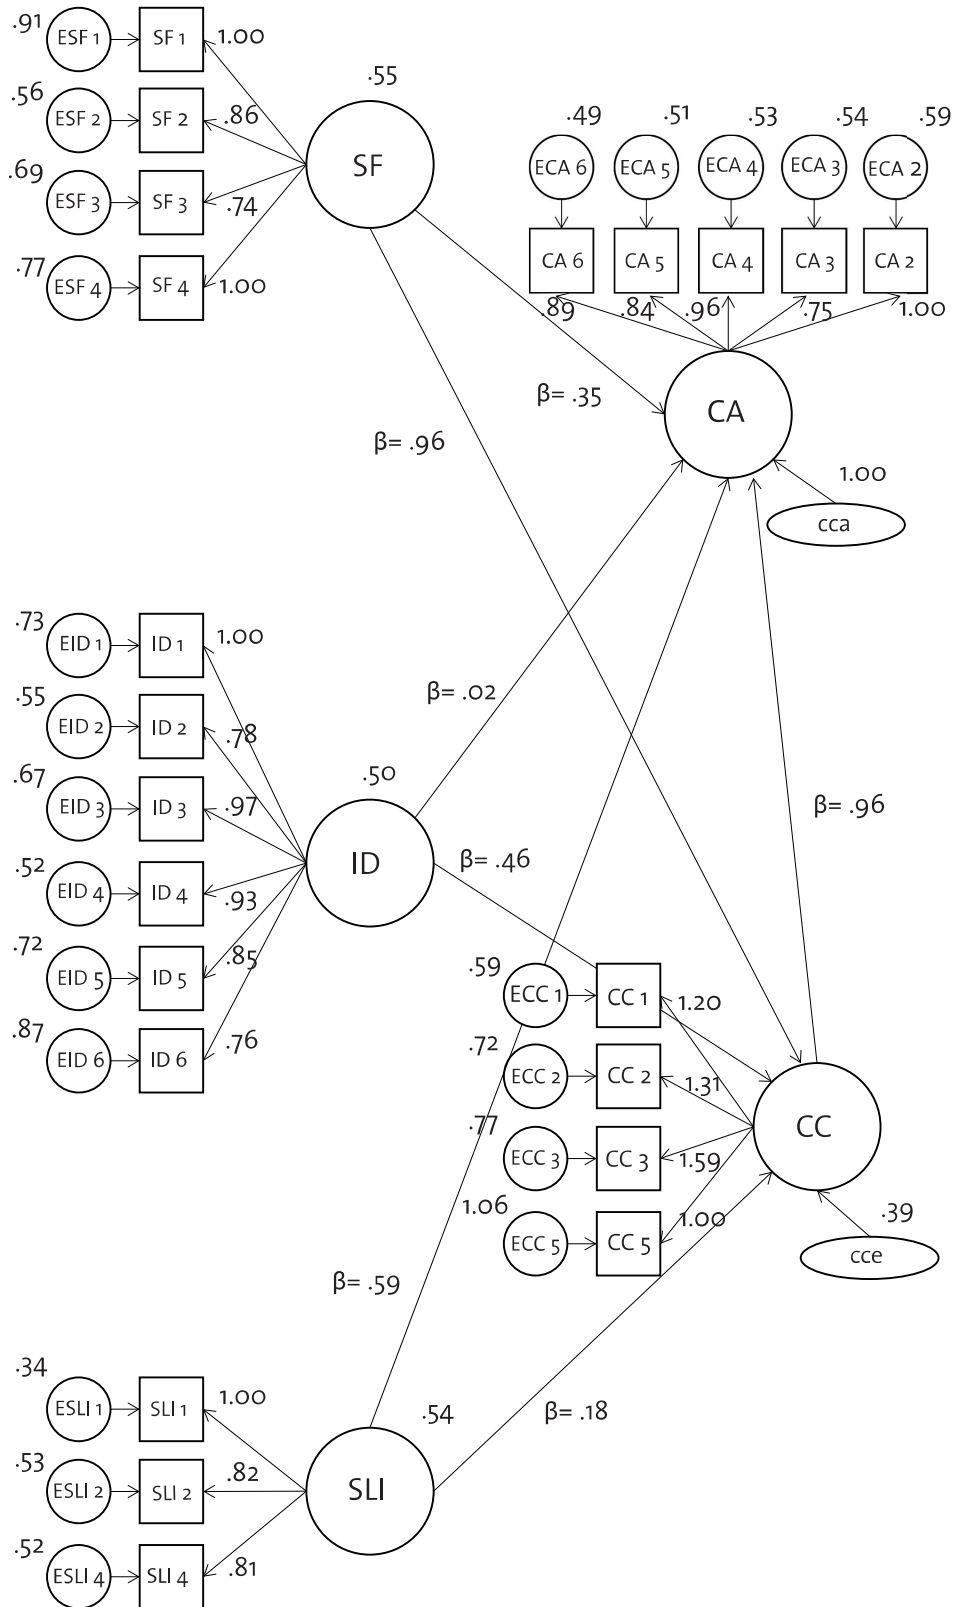 .91
ESF 1
SF 1
1.00
.56
ESF 2
SF 2
.86
.69
ESF 3
SF 3
.74
.77
ESF 4
SF 4
1.00
.55
SF
.49
.51
.53
.54
.59
ECA 6
ECA 5
ECA 4
ECA 3
ECA 2
CA 6
CA 5
CA 4
CA 3
CA 2
.89
.84
.96
.75
1.00
β= .35
CA
β= .96
1.00
cca
.73
EID 1
ID 1
1.00
.55
EID 2
ID 2
.78
.67
EID 3
ID 3
.97
.52
EID 4
ID 4
.93
.72
EID 5
ID 5
.85
.87
EID 6
ID 6
.76
β= .02
.50
ID
β= .46
β= .96
.59
ECC 1
CC 1
1.20
.72
ECC 2
CC 2
1.31
.77
ECC 3
CC 3
1.59
1.06
ECC 5
CC 5
1.00
CC
.39
cce
β= .59
.34
ESLI 1
SLI 1
1.00
.53
ESLI 2
SLI 2
.82
.52
ESLI 4
SLI 4
.81
.54
SLI
β= .18